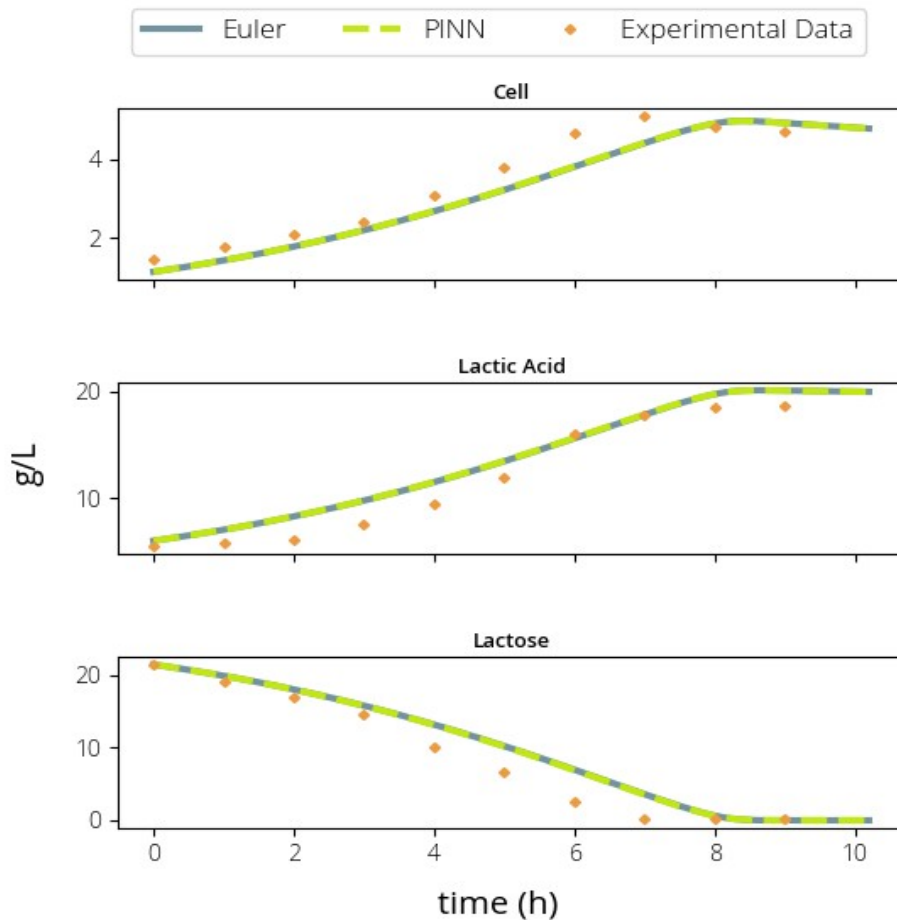 Euler PINN Experimental Data
Cell
4
2
Lactic Acid
20
10
g/L
Lactose
20
10
0
0 2 4 6 8 10
time (h)